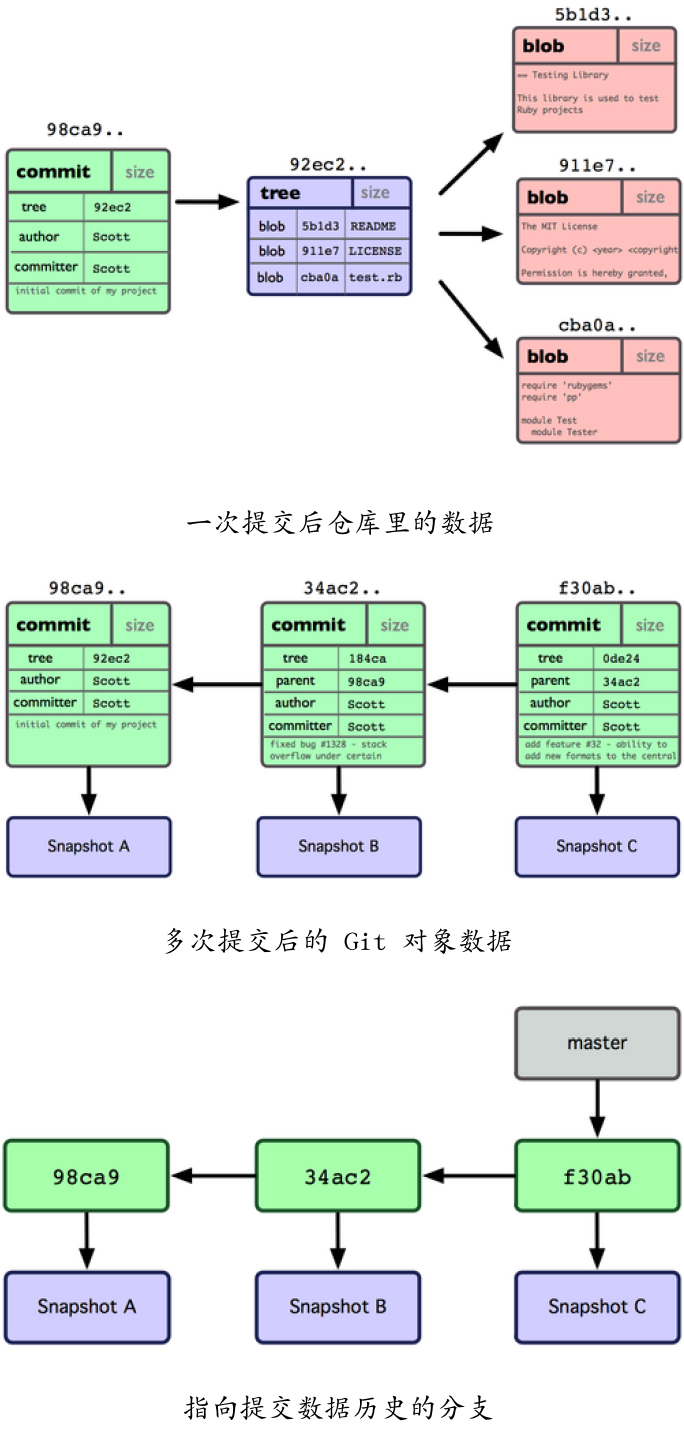 5b1d3..
blob size
== Testing Library
This library is used to test
Ruby projects
98ca9..
commit size
tree 92ec2
author Scott
committer Scott
initial commit of my project
92ec2..
tree size
blob 5b1d3 README
blob 911e7 LICENSE
blob cba0a test.rb
911e7..
blob size
The MIT License
Copyright (c) <year> <copyright
Permission is hereby granted,
cba0a..
blob size
require 'rubygems'
require 'pp'
module Test
module Tester
一次提交后仓库里的数据
98ca9..
commit size
tree 92ec2
author Scott
committer Scott
initial commit of my project
Snapshot A
34ac2..
commit size
tree 184ca
parent 98ca9
author Scott
committer Scott
fixed bug #1328 - stack
overflow under certain
Snapshot B
f30ab..
commit size
tree 0de24
parent 34ac2
author Scott
committer Scott
add feature #32 - ability to
add new formats to the central
Snapshot C
多次提交后的 Git 对象数据
master
98ca9 34ac2 f30ab
Snapshot A Snapshot B Snapshot C
指向提交数据历史的分支